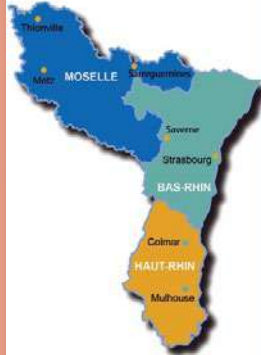 Thionville
Sarreguemines
Metz
MOSELLE
Saverne
Strasbourg
BAS-RHIN
Colmar
HAUT-RHIN
Mulhouse